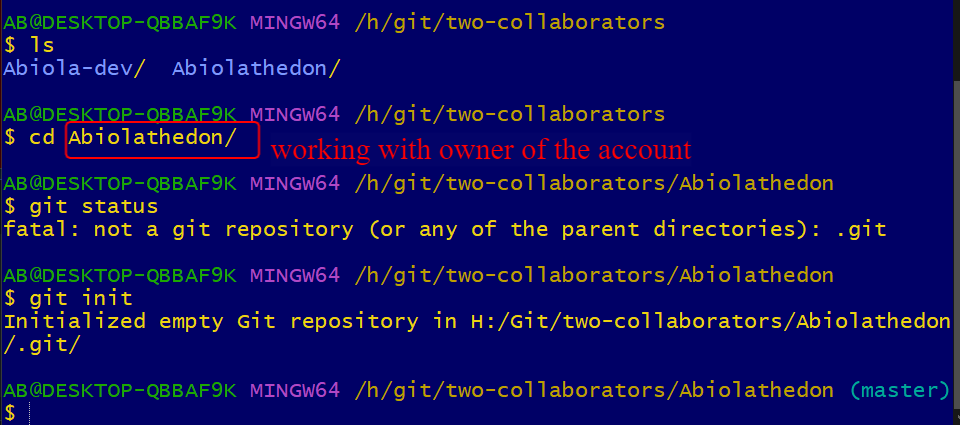 AB@DESKTOP-QBBAF9K MINGW64 /h/git/two-collaborators
$ ls
Abiola-dev/  Abiolathedon/
AB@DESKTOP-QBBAF9K MINGW64 /h/git/two-collaborators
$ cd Abiolathedon/ working with owner of the account
AB@DESKTOP-QBBAF9K MINGW64 /h/git/two-collaborators/Abiolathedon
$ git status
fatal: not a git repository (or any of the parent directories): .git
AB@DESKTOP-QBBAF9K MINGW64 /h/git/two-collaborators/Abiolathedon
$ git init
Initialized empty Git repository in H:/Git/two-collaborators/Abiolathedon
/.git/
AB@DESKTOP-QBBAF9K MINGW64 /h/git/two-collaborators/Abiolathedon (master)
$